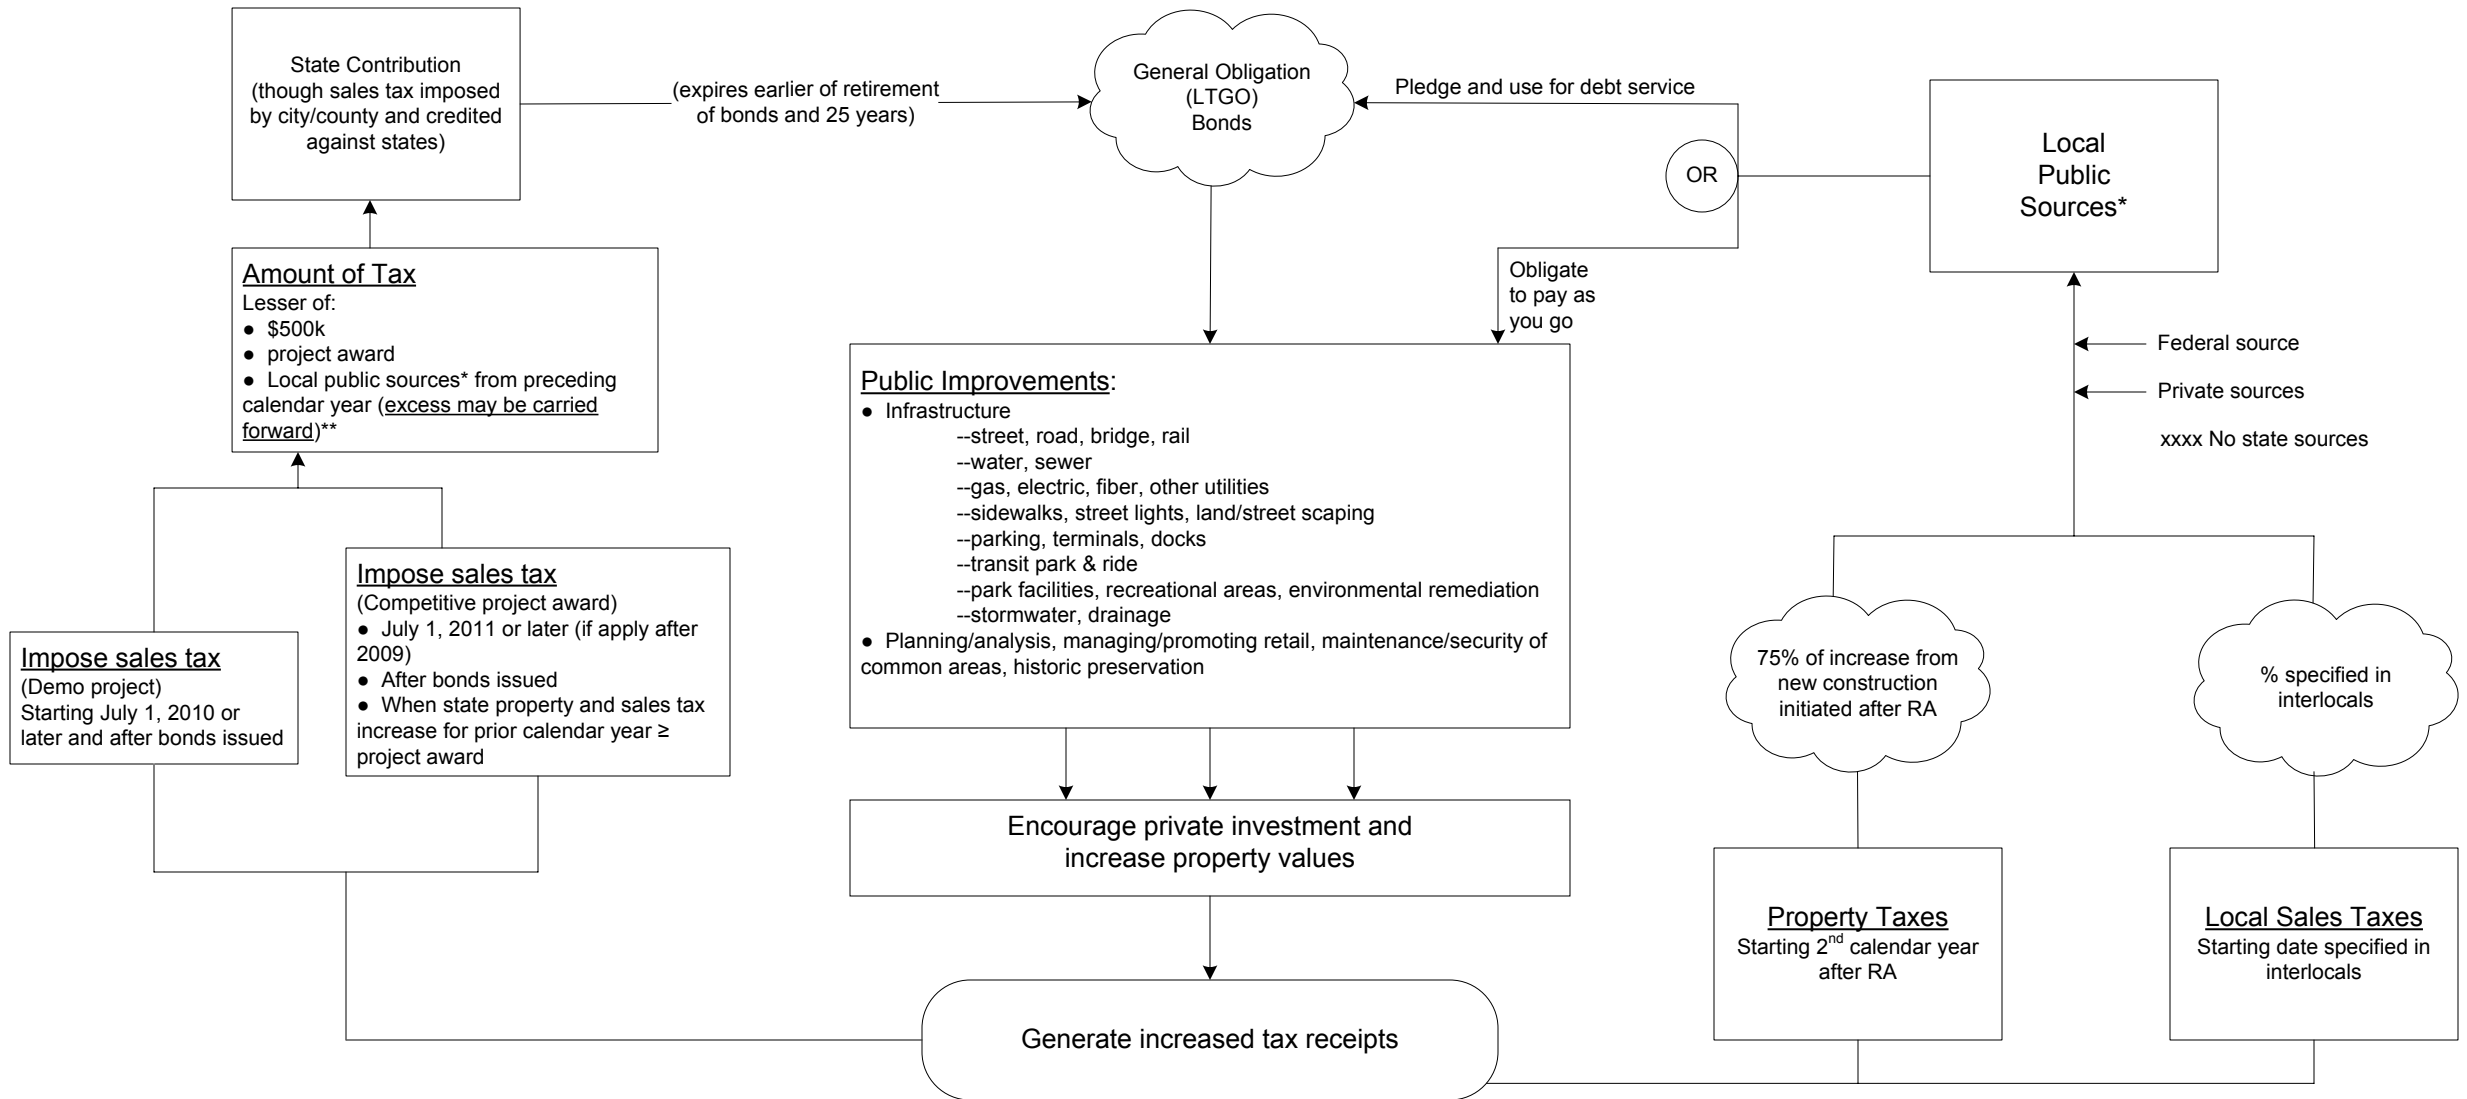 State Contribution
(though sales tax imposed
by city/county and credited
against states)
(expires earlier of retirement
of bonds and 25 years)
General Obligation
(LTGO)
Bonds
Pledge and use for debt service
OR
Local
Public
Sources*
Amount of Tax
Lesser of:
● $500k
● project award
● Local public sources* from preceding
calendar year (excess may be carried
forward)**
Obligate
to pay as
you go
Federal source
Private sources
xxxx No state sources
Public Improvements:
● Infrastructure
--street, road, bridge, rail
--water, sewer
--gas, electric, fiber, other utilities
--sidewalks, street lights, land/street scaping
--parking, terminals, docks
--transit park & ride
--park facilities, recreational areas, environmental remediation
--stormwater, drainage
● Planning/analysis, managing/promoting retail, maintenance/security of
common areas, historic preservation
Impose sales tax
(Competitive project award)
● July 1, 2011 or later (if apply after
2009)
● After bonds issued
● When state property and sales tax
increase for prior calendar year ≥
project award
Impose sales tax
(Demo project)
Starting July 1, 2010 or
later and after bonds issued
75% of increase from
new construction
initiated after RA
% specified in
interlocals
Encourage private investment and
increase property values
Property Taxes
Starting 2nd calendar year
after RA
Local Sales Taxes
Starting date specified in
interlocals
Generate increased tax receipts